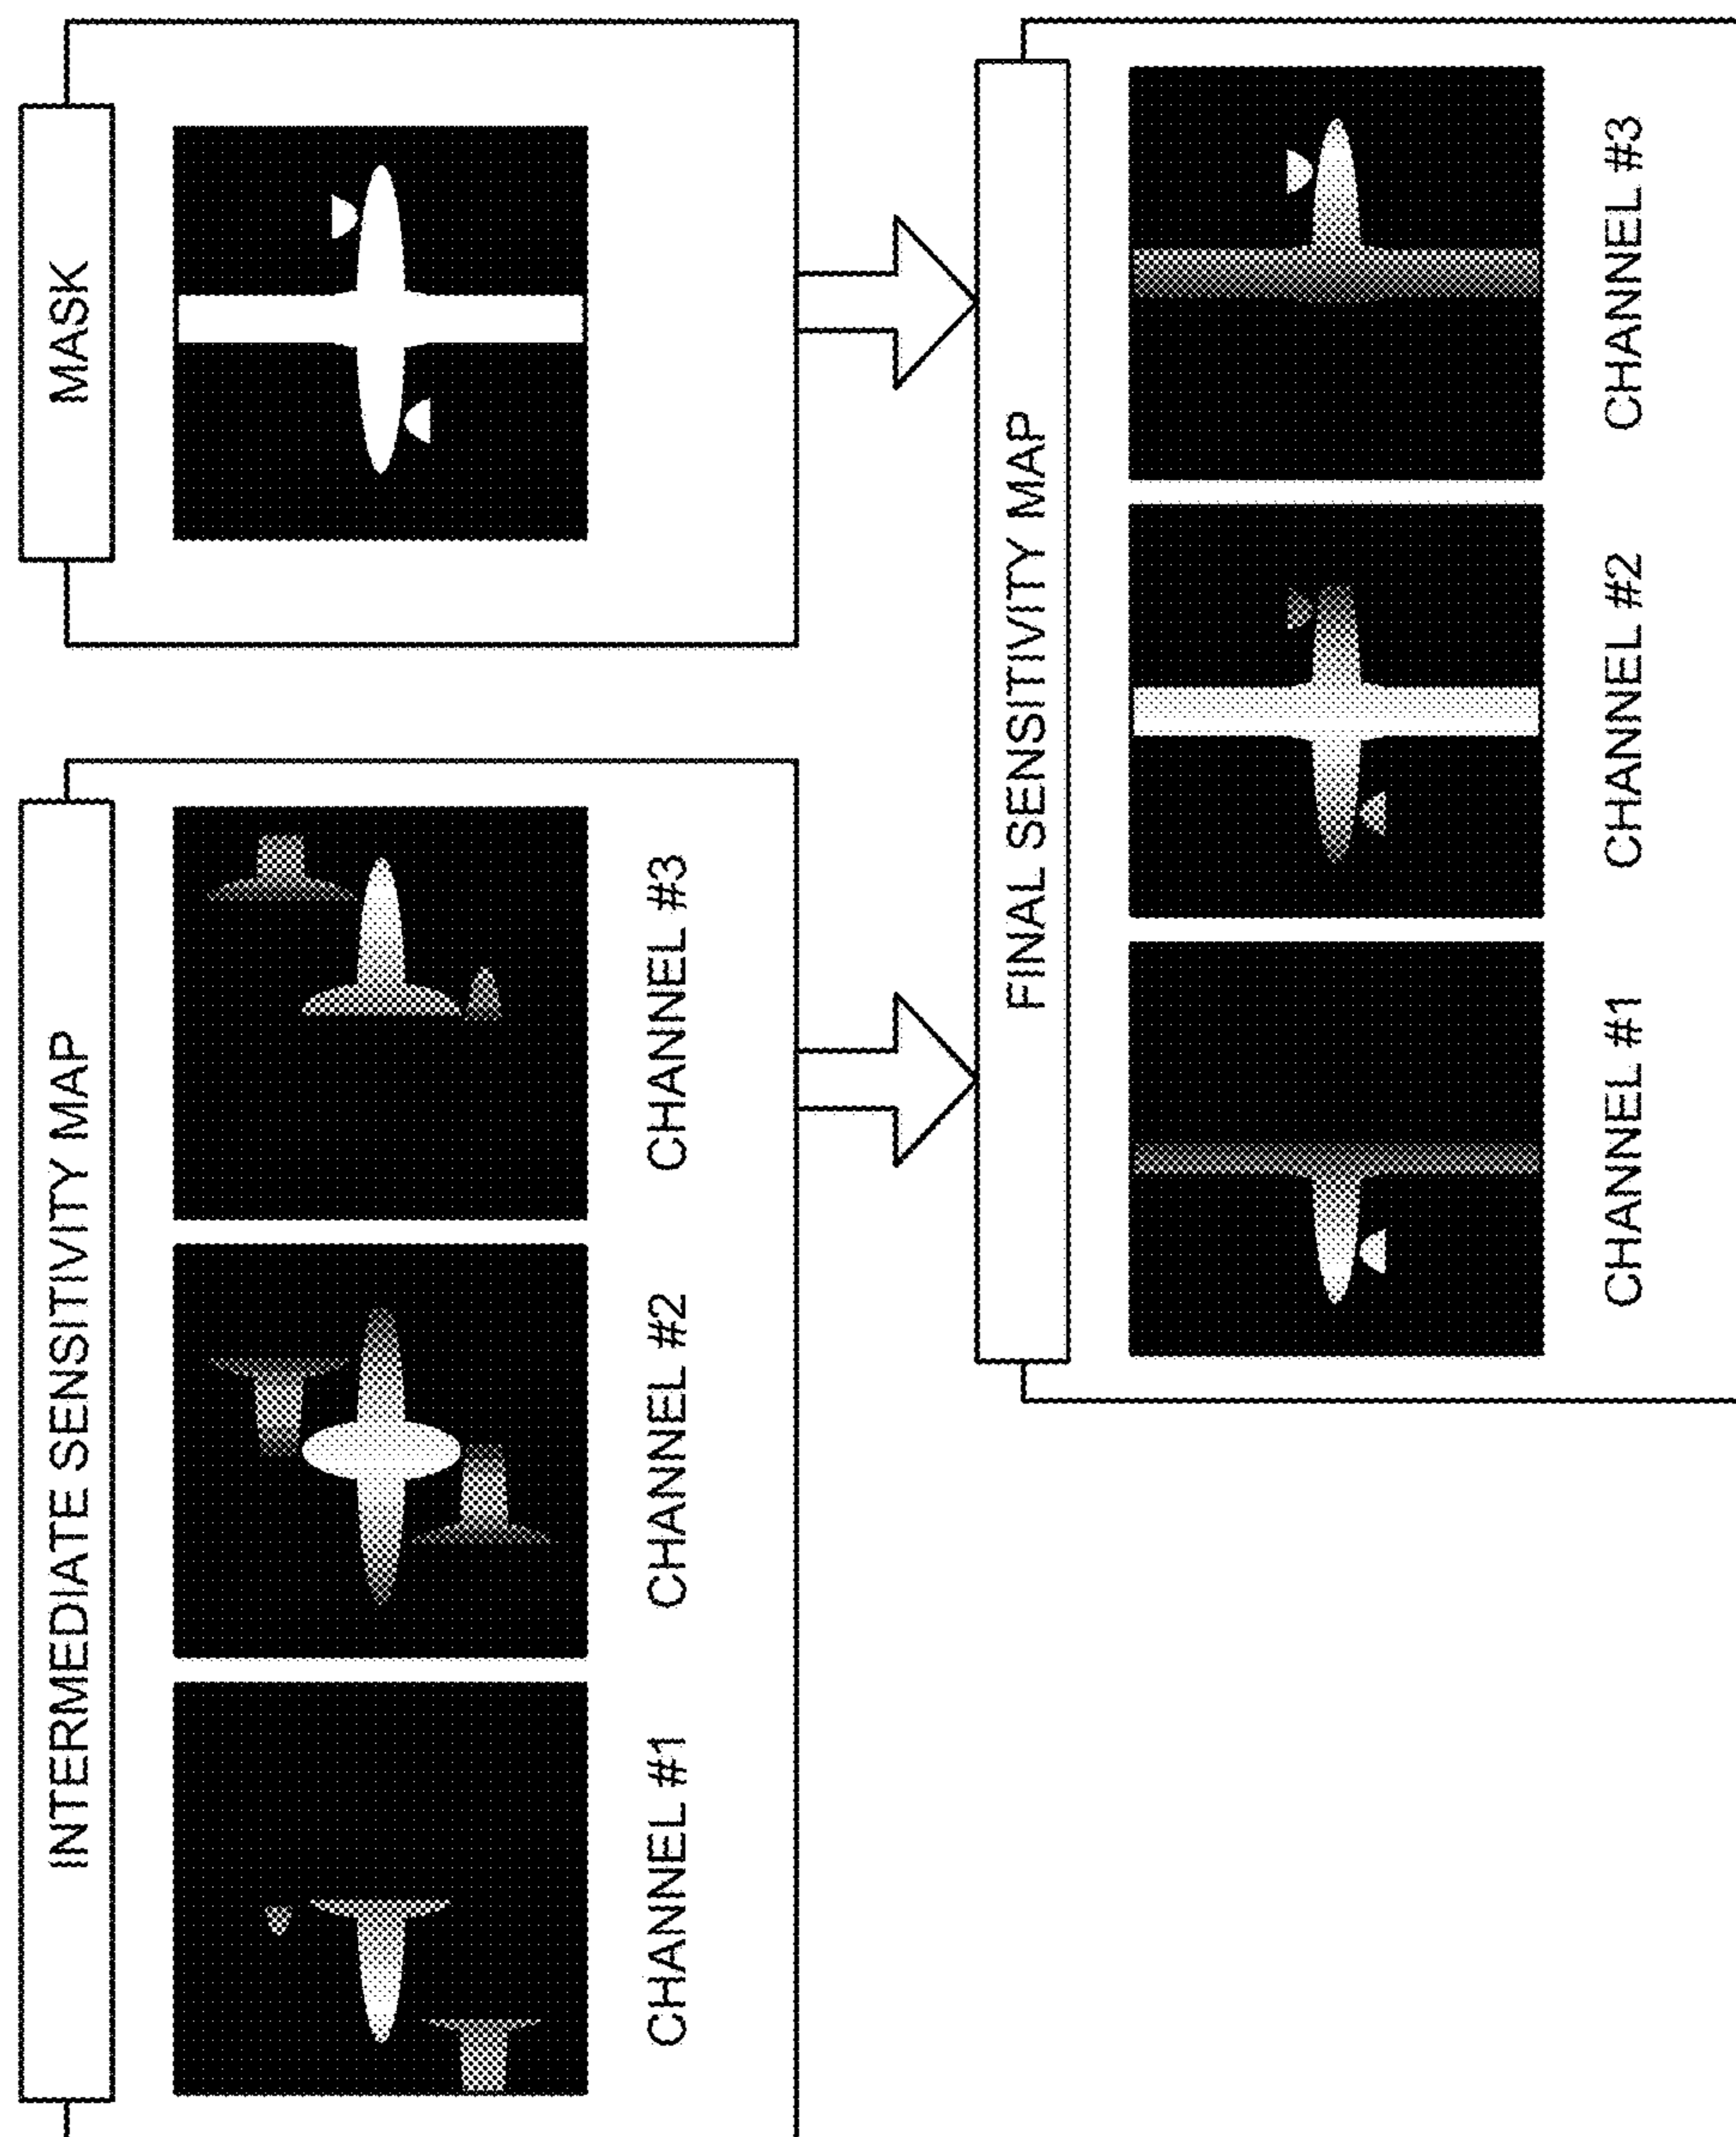 INTERMEDIATE SENSITIVITY MAP
CHANNEL #1
CHANNEL #2
CHANNEL #3
MASK
FINAL SENSITIVITY MAP
CHANNEL #1
CHANNEL #2
CHANNEL #3